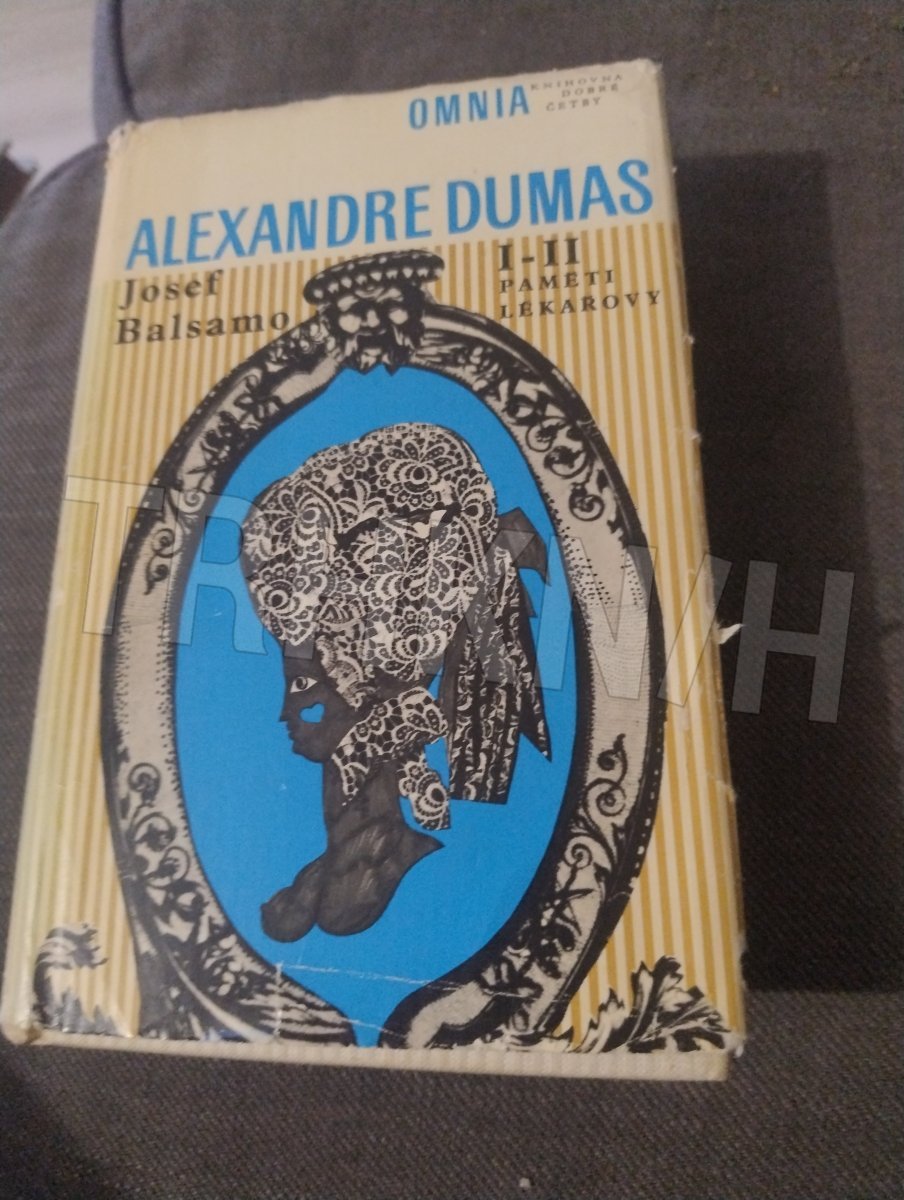 OMNIA
KNIHOVNA
DOBRÉ
ČETBY
ALEXANDRE DUMAS
Josef
Balsamo
I-II
PAMĚTI
LÉKAŘOVY